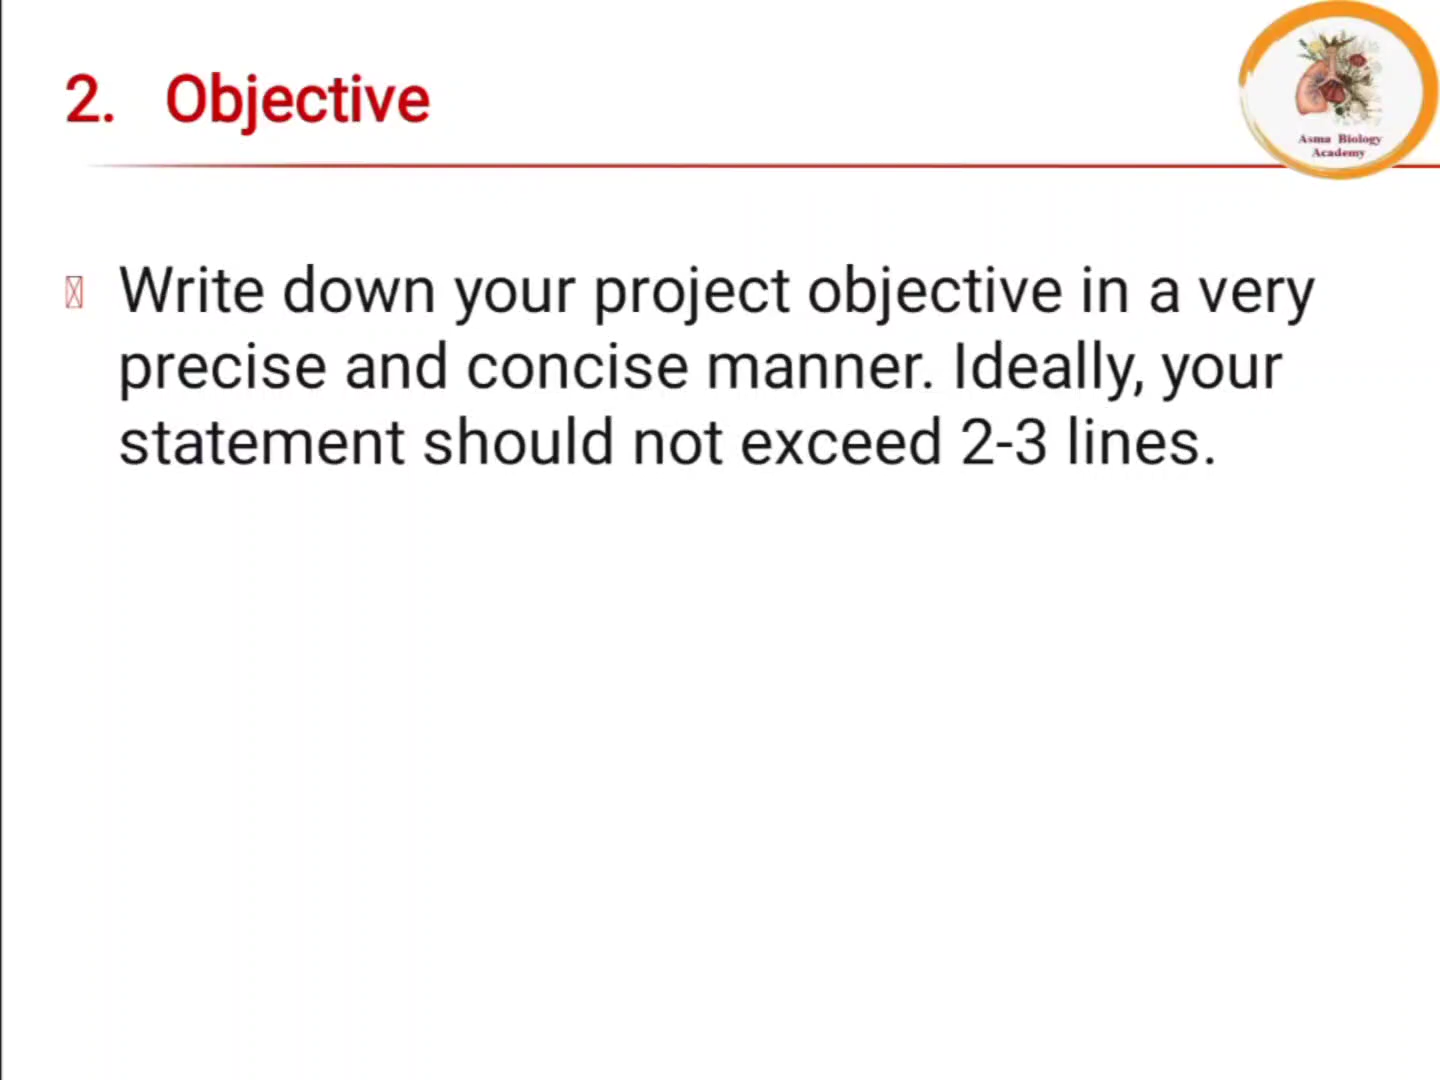 2. Objective
Asma Biology
Academy
Write down your project objective in a very
precise and concise manner. Ideally, your
statement should not exceed 2-3 lines.